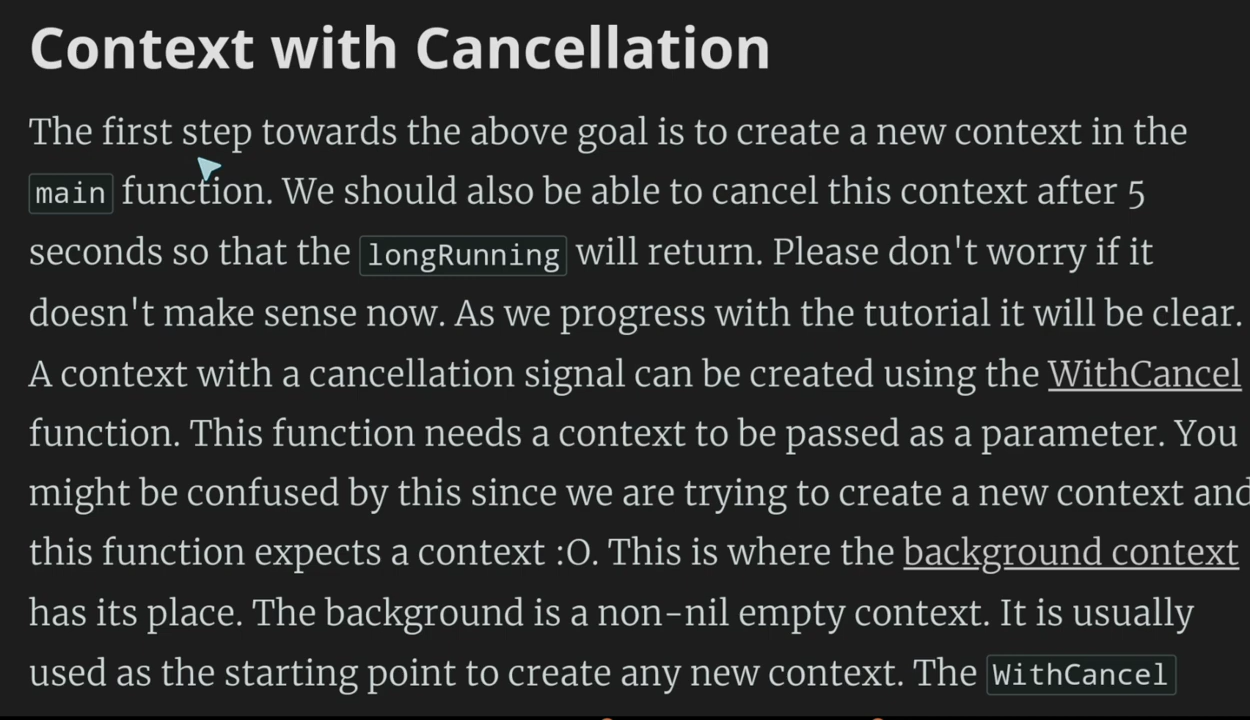 Context with Cancellation
The first step towards the above goal is to create a new context in the
main function. We should also be able to cancel this context after 5
seconds so that the longRunning will return. Please don't worry if it
doesn't make sense now. As we progress with the tutorial it will be clear.
A context with a cancellation signal can be created using the WithCancel
function. This function needs a context to be passed as a parameter. You
might be confused by this since we are trying to create a new context and
this function expects a context :O. This is where the background context
has its place. The background is a non-nil empty context. It is usually
used as the starting point to create any new context. The WithCancel